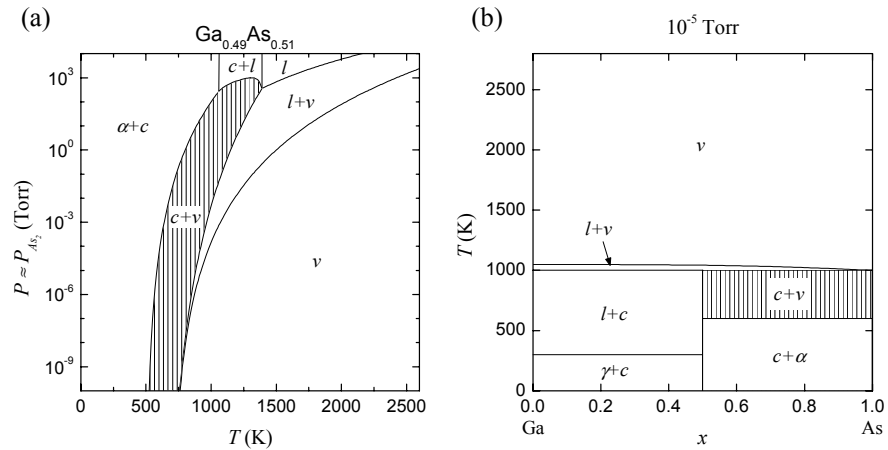 (a)
Ga0.49As0.51
c+l
l
l+v
α+c
c+v
v
10^3
10^0
10^-3
10^-6
10^-9
P ≈ P_As2 (Torr)
0
500
1000
1500
2000
2500
T (K)
(b)
10^-5 Torr
v
l+v
c+v
l+c
c+α
γ+c
2500
2000
1500
1000
500
0
T (K)
0.0
0.2
0.4
0.6
0.8
1.0
Ga
x
As